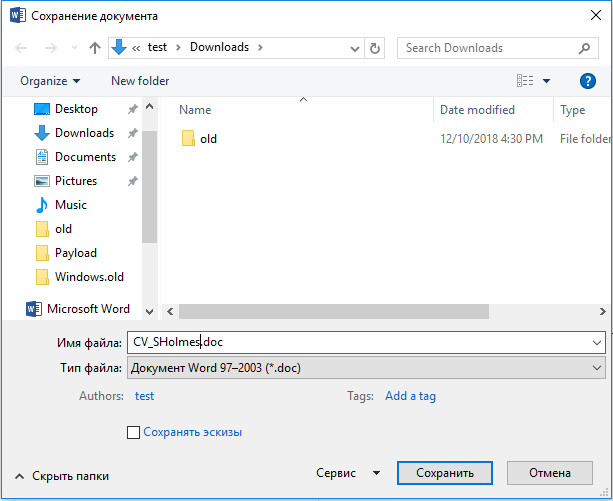 Сохранение документа
« test › Downloads ›
Search Downloads
Organize
New folder
?
Desktop
Downloads
Documents
Pictures
Music
old
Payload
Windows.old
Microsoft Word
Name
Date modified
Type
old
12/10/2018 4:30 PM
File folder
Имя файла:
CV_SHolmes.doc
Тип файла:
Документ Word 97–2003 (*.doc)
Authors:
test
Tags:
Add a tag
Сохранять эскизы
Скрыть папки
Сервис
Сохранить
Отмена